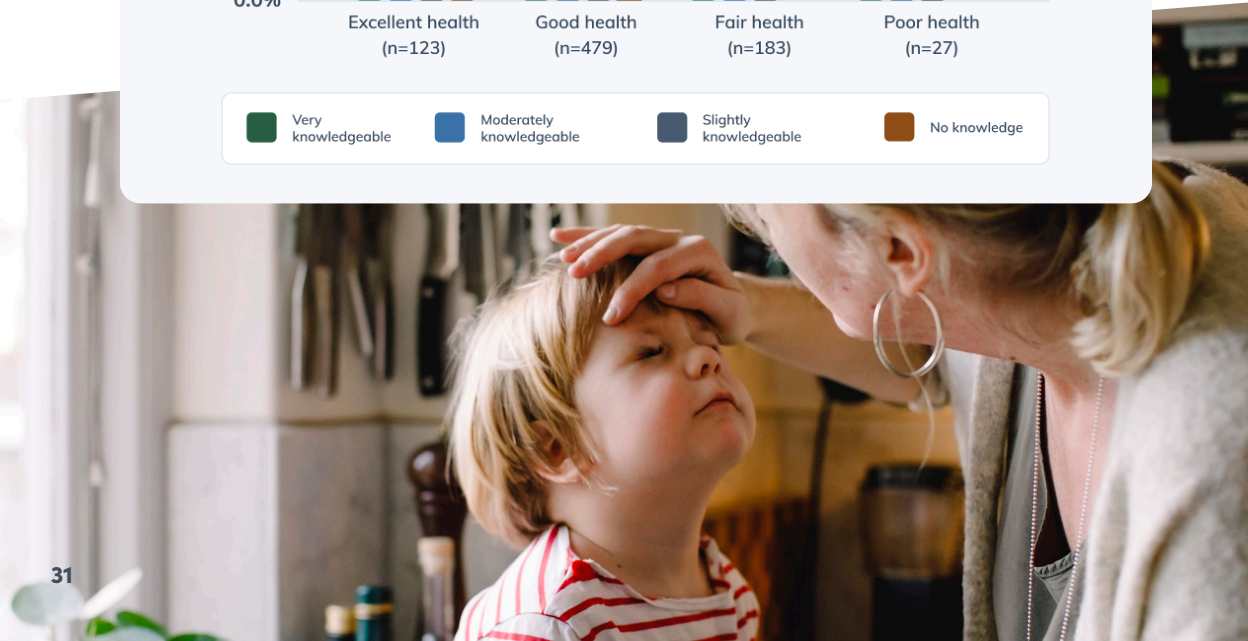 0.0%
Excellent health Good health Fair health Poor health
(n=123) (n=479) (n=183) (n=27)
Very Moderately Slightly
knowledgeable knowledgeable knowledgeable No knowledge
31